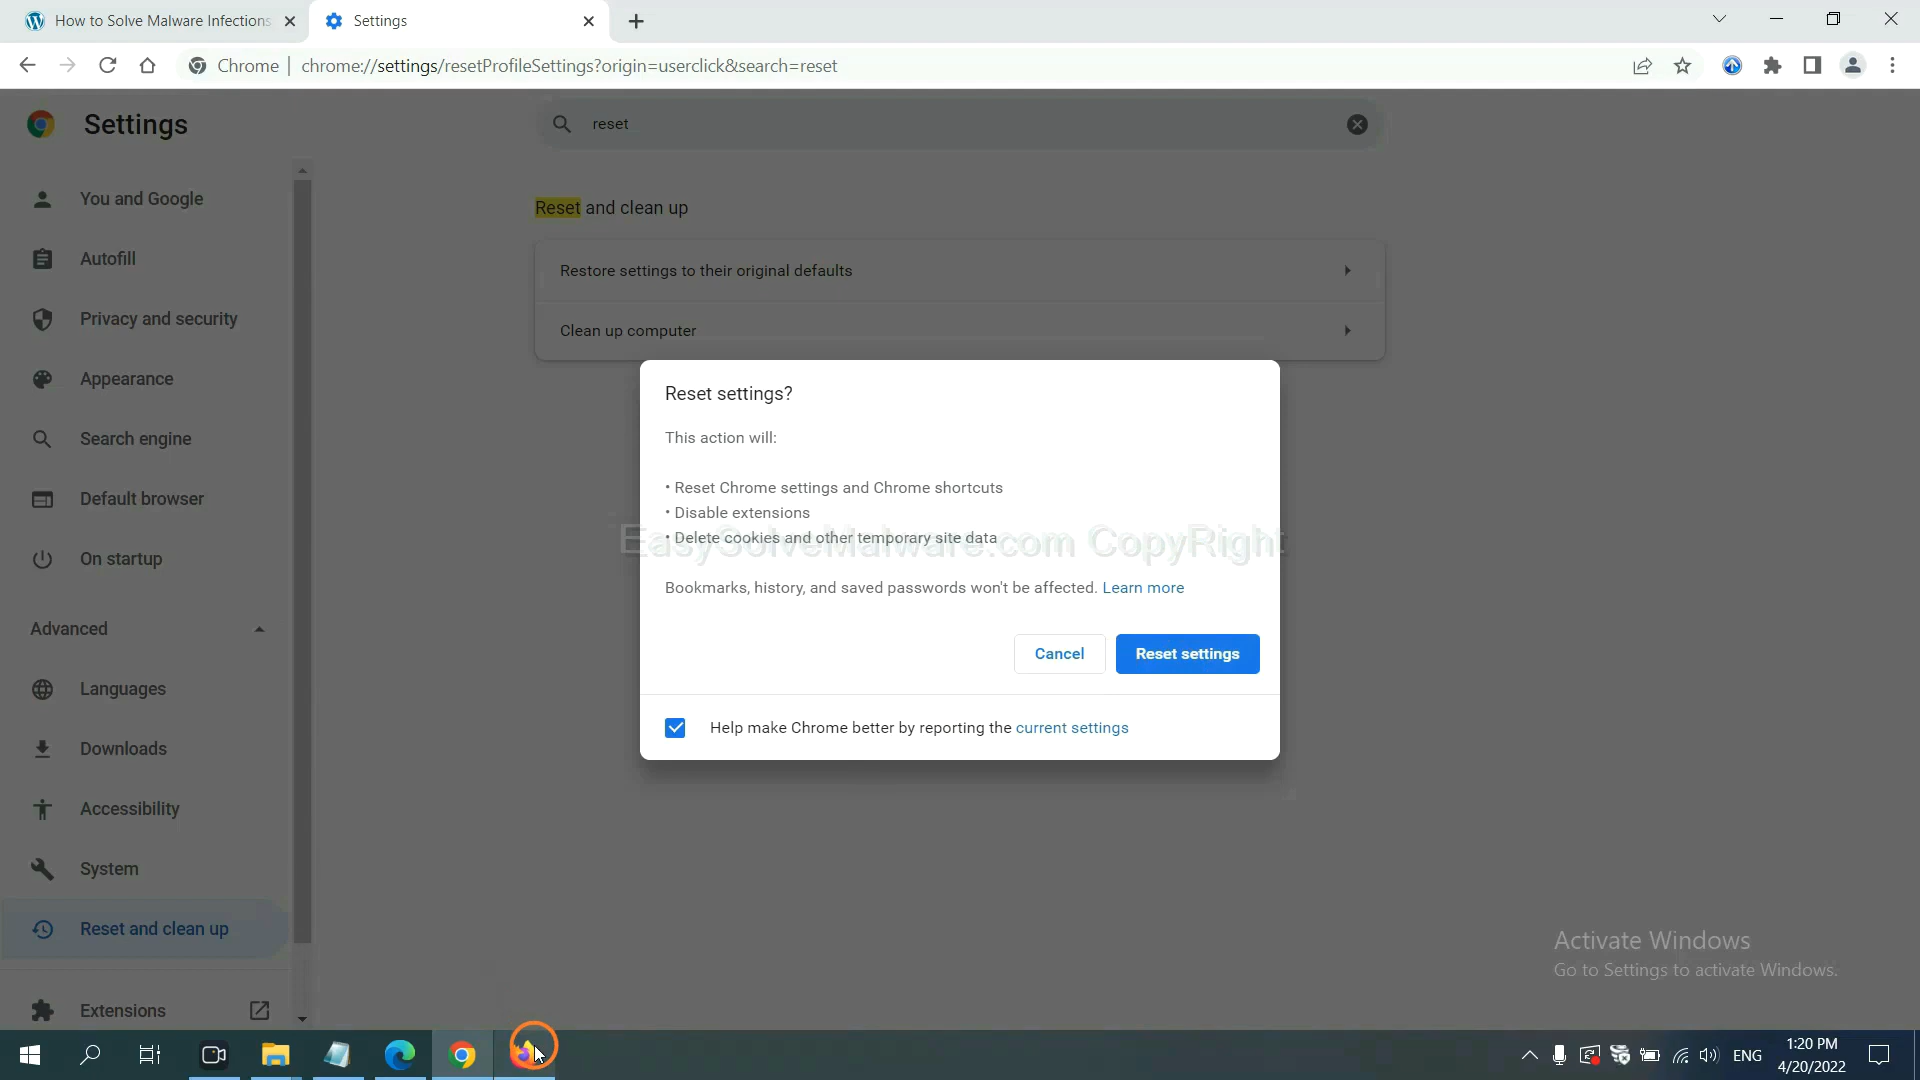 How to Solve Malware Infections
Settings
Chrome | chrome://settings/resetProfileSettings?origin=userclick&search=reset
Settings
reset
You and Google
Autofill
Privacy and security
Appearance
Search engine
Default browser
On startup
Advanced
Languages
Downloads
Accessibility
System
Reset and clean up
Extensions
Reset and clean up
Restore settings to their original defaults
Clean up computer
Reset settings?
This action will:
• Reset Chrome settings and Chrome shortcuts
• Disable extensions
• Delete cookies and other temporary site data
EasySolveMalware.com CopyRight
Bookmarks, history, and saved passwords won't be affected. Learn more
Cancel
Reset settings
Help make Chrome better by reporting the current settings
Activate Windows
Go to Settings to activate Windows.
ENG
1:20 PM
4/20/2022